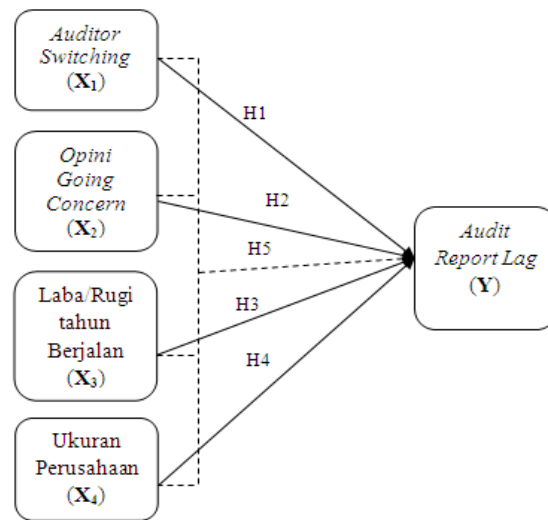 Auditor
Switching
(X1)
H1
Opini
Going
Concern
(X2)
H2
Audit
Report Lag
(Y)
H5
Laba/Rugi
tahun
Berjalan
(X3)
H3
H4
Ukuran
Perusahaan
(X4)